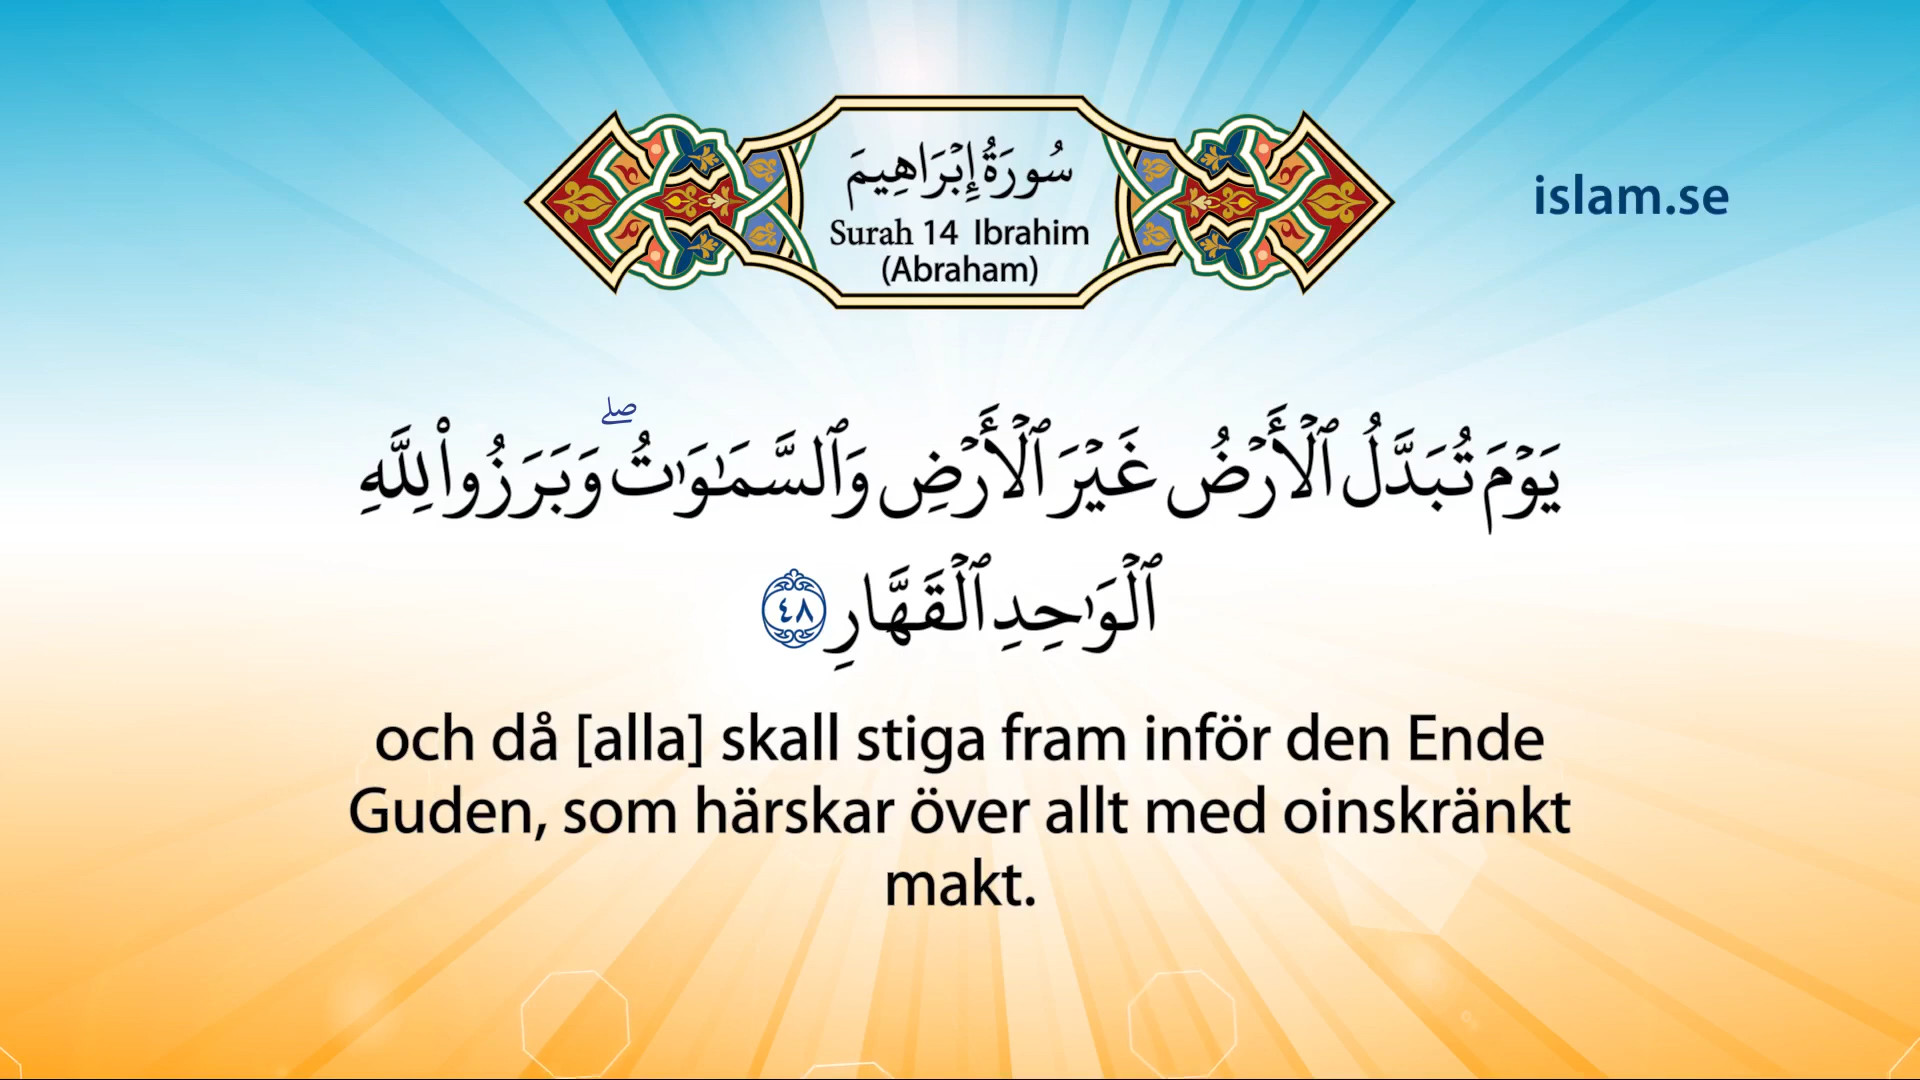 سُورَةُ إِبْرَاهِيمَ
Surah 14 Ibrahim
(Abraham)
islam.se
يَوْمَ تُبَدَّلُ ٱلْأَرْضُ غَيْرَ ٱلْأَرْضِ وَٱلسَّمَٰوَٰتُ ۖ وَبَرَزُوا۟ لِلَّهِ
ٱلْوَٰحِدِ ٱلْقَهَّارِ ٤٨
och då [alla] skall stiga fram inför den Ende
Guden, som härskar över allt med oinskränkt
makt.